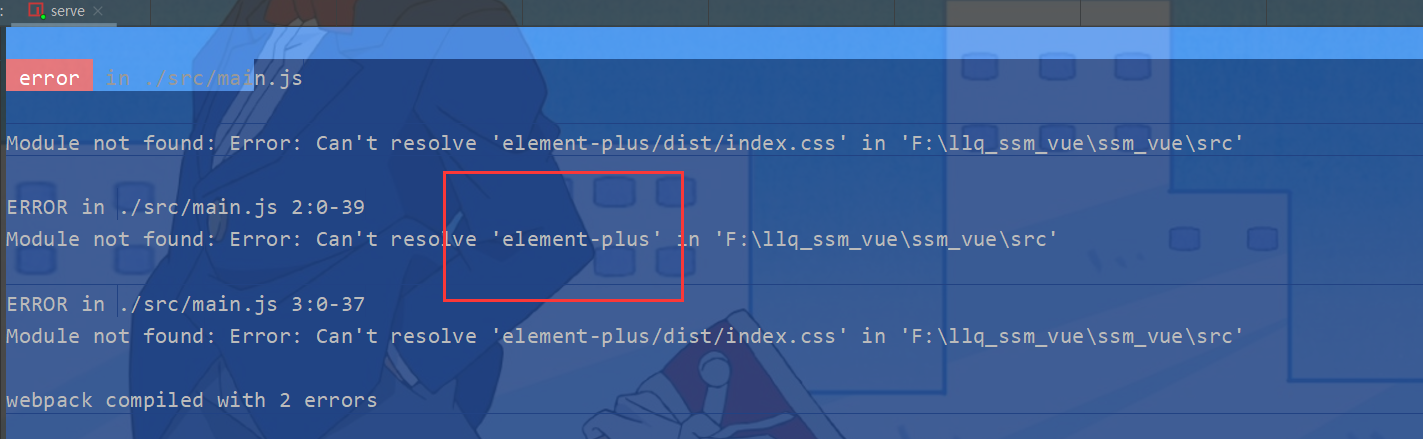 : serve
error in ./src/main.js
Module not found: Error: Can't resolve 'element-plus/dist/index.css' in 'F:\llq_ssm_vue\ssm_vue\src'
ERROR in ./src/main.js 2:0-39
Module not found: Error: Can't resolve 'element-plus' in 'F:\llq_ssm_vue\ssm_vue\src'
ERROR in ./src/main.js 3:0-37
Module not found: Error: Can't resolve 'element-plus/dist/index.css' in 'F:\llq_ssm_vue\ssm_vue\src'
webpack compiled with 2 errors